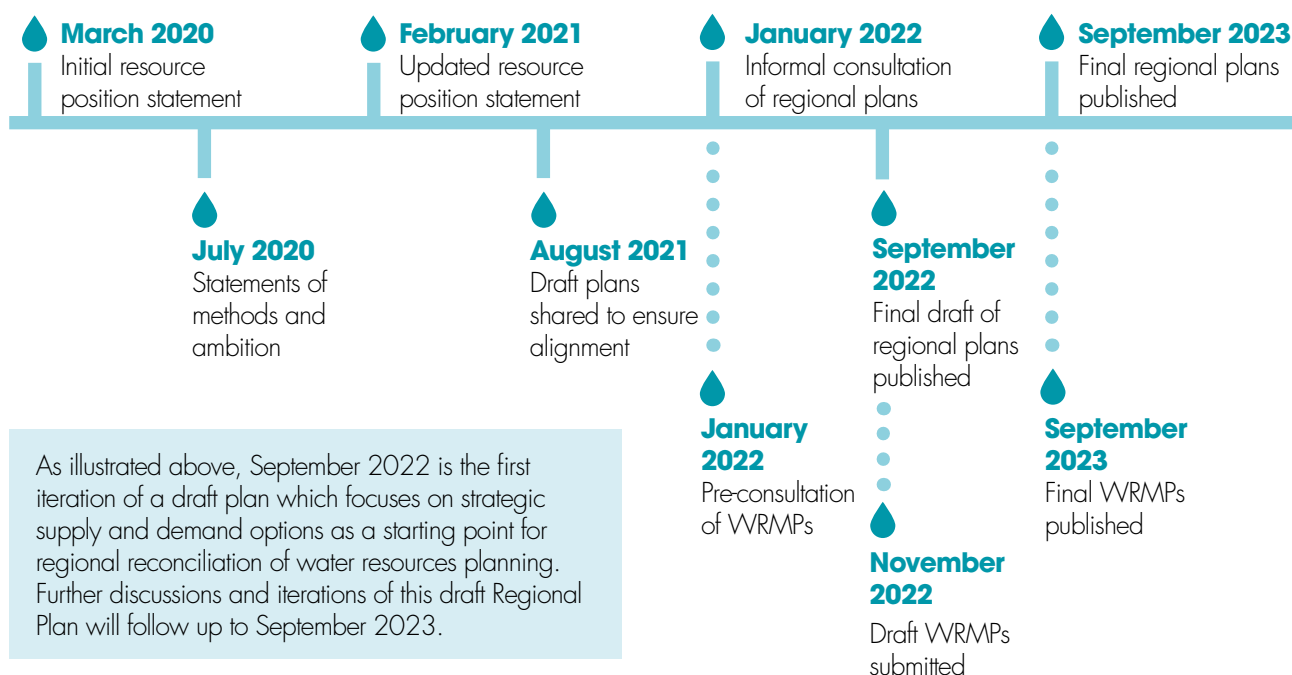 March 2020
Initial resource
position statement
February 2021
Updated resource
position statement
January 2022
Informal consultation
of regional plans
September 2023
Final regional plans
published
July 2020
Statements of
methods and
ambition
August 2021
Draft plans
shared to ensure
alignment
September
2022
Final draft of
regional plans
published
January
2022
Pre-consultation
of WRMPs
September
2023
Final WRMPs
published
November
2022
Draft WRMPs
submitted
As illustrated above, September 2022 is the first
iteration of a draft plan which focuses on strategic
supply and demand options as a starting point for
regional reconciliation of water resources planning.
Further discussions and iterations of this draft Regional
Plan will follow up to September 2023.